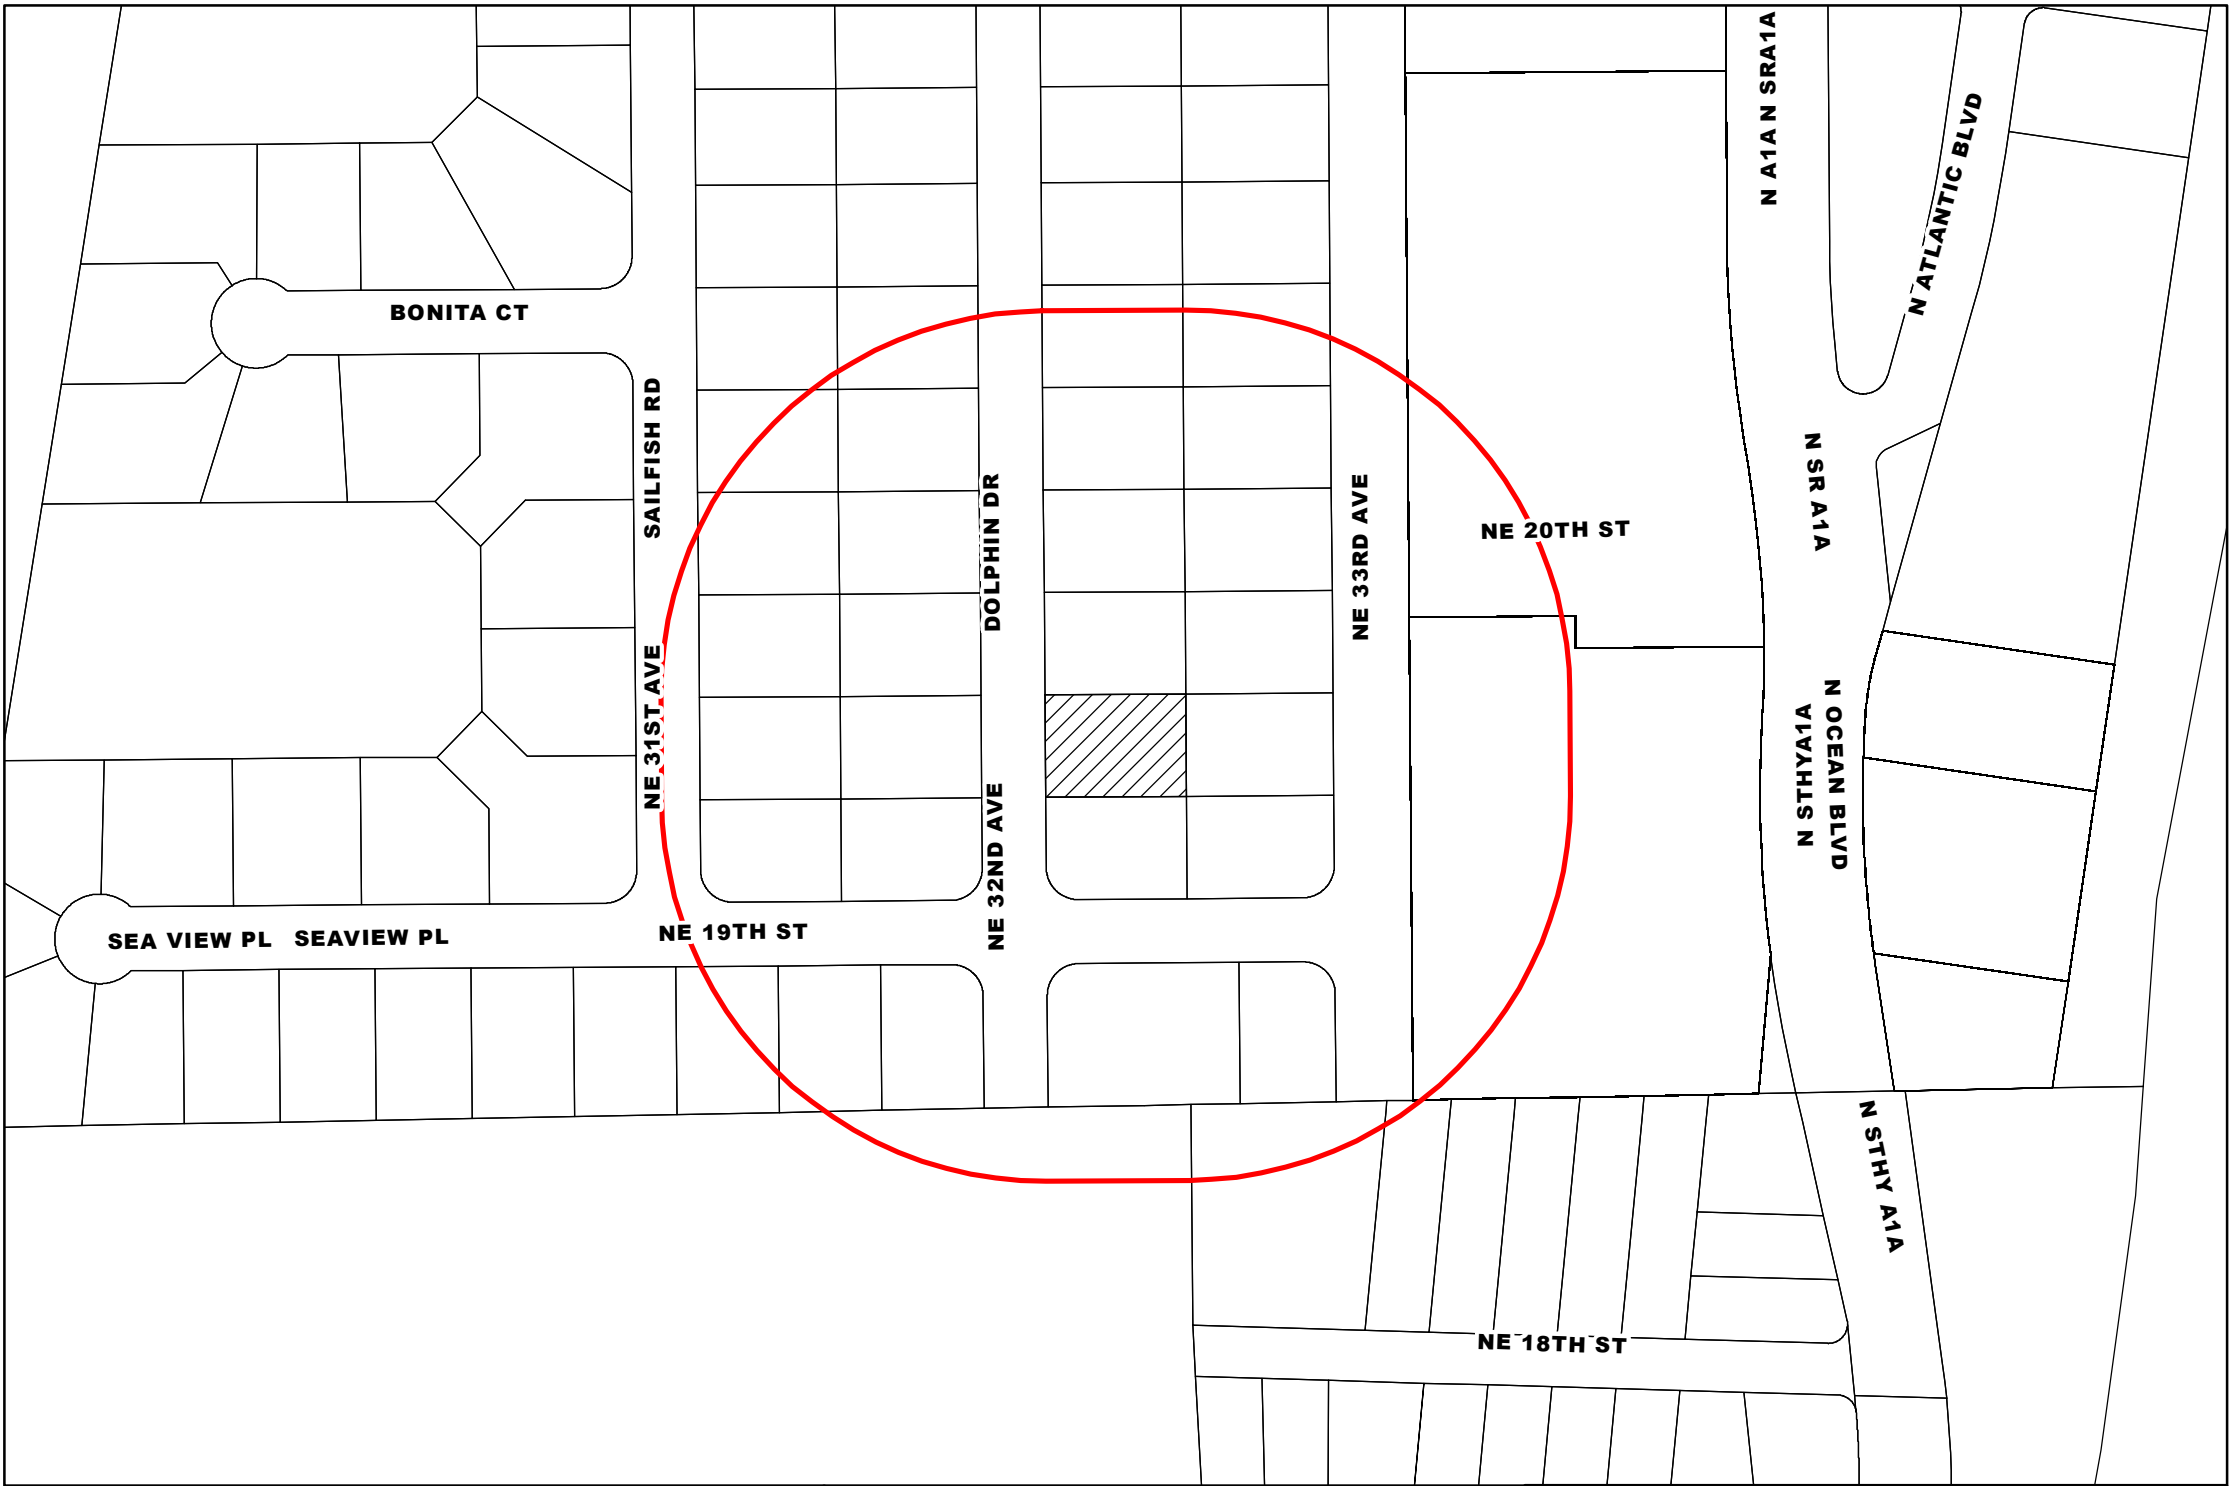 N A1A N SRA1A
N ATLANTIC BLVD
BONITA CT
SAILFISH RD
DOLPHIN DR
NE 33RD AVE
NE 20TH ST
N SR A1A
NE 31ST AVE
N OCEAN BLVD
N STHYA1A
NE 32ND AVE
SEA VIEW PL
SEAVIEW PL
NE 19TH ST
N STHY A1A
NE 18TH ST